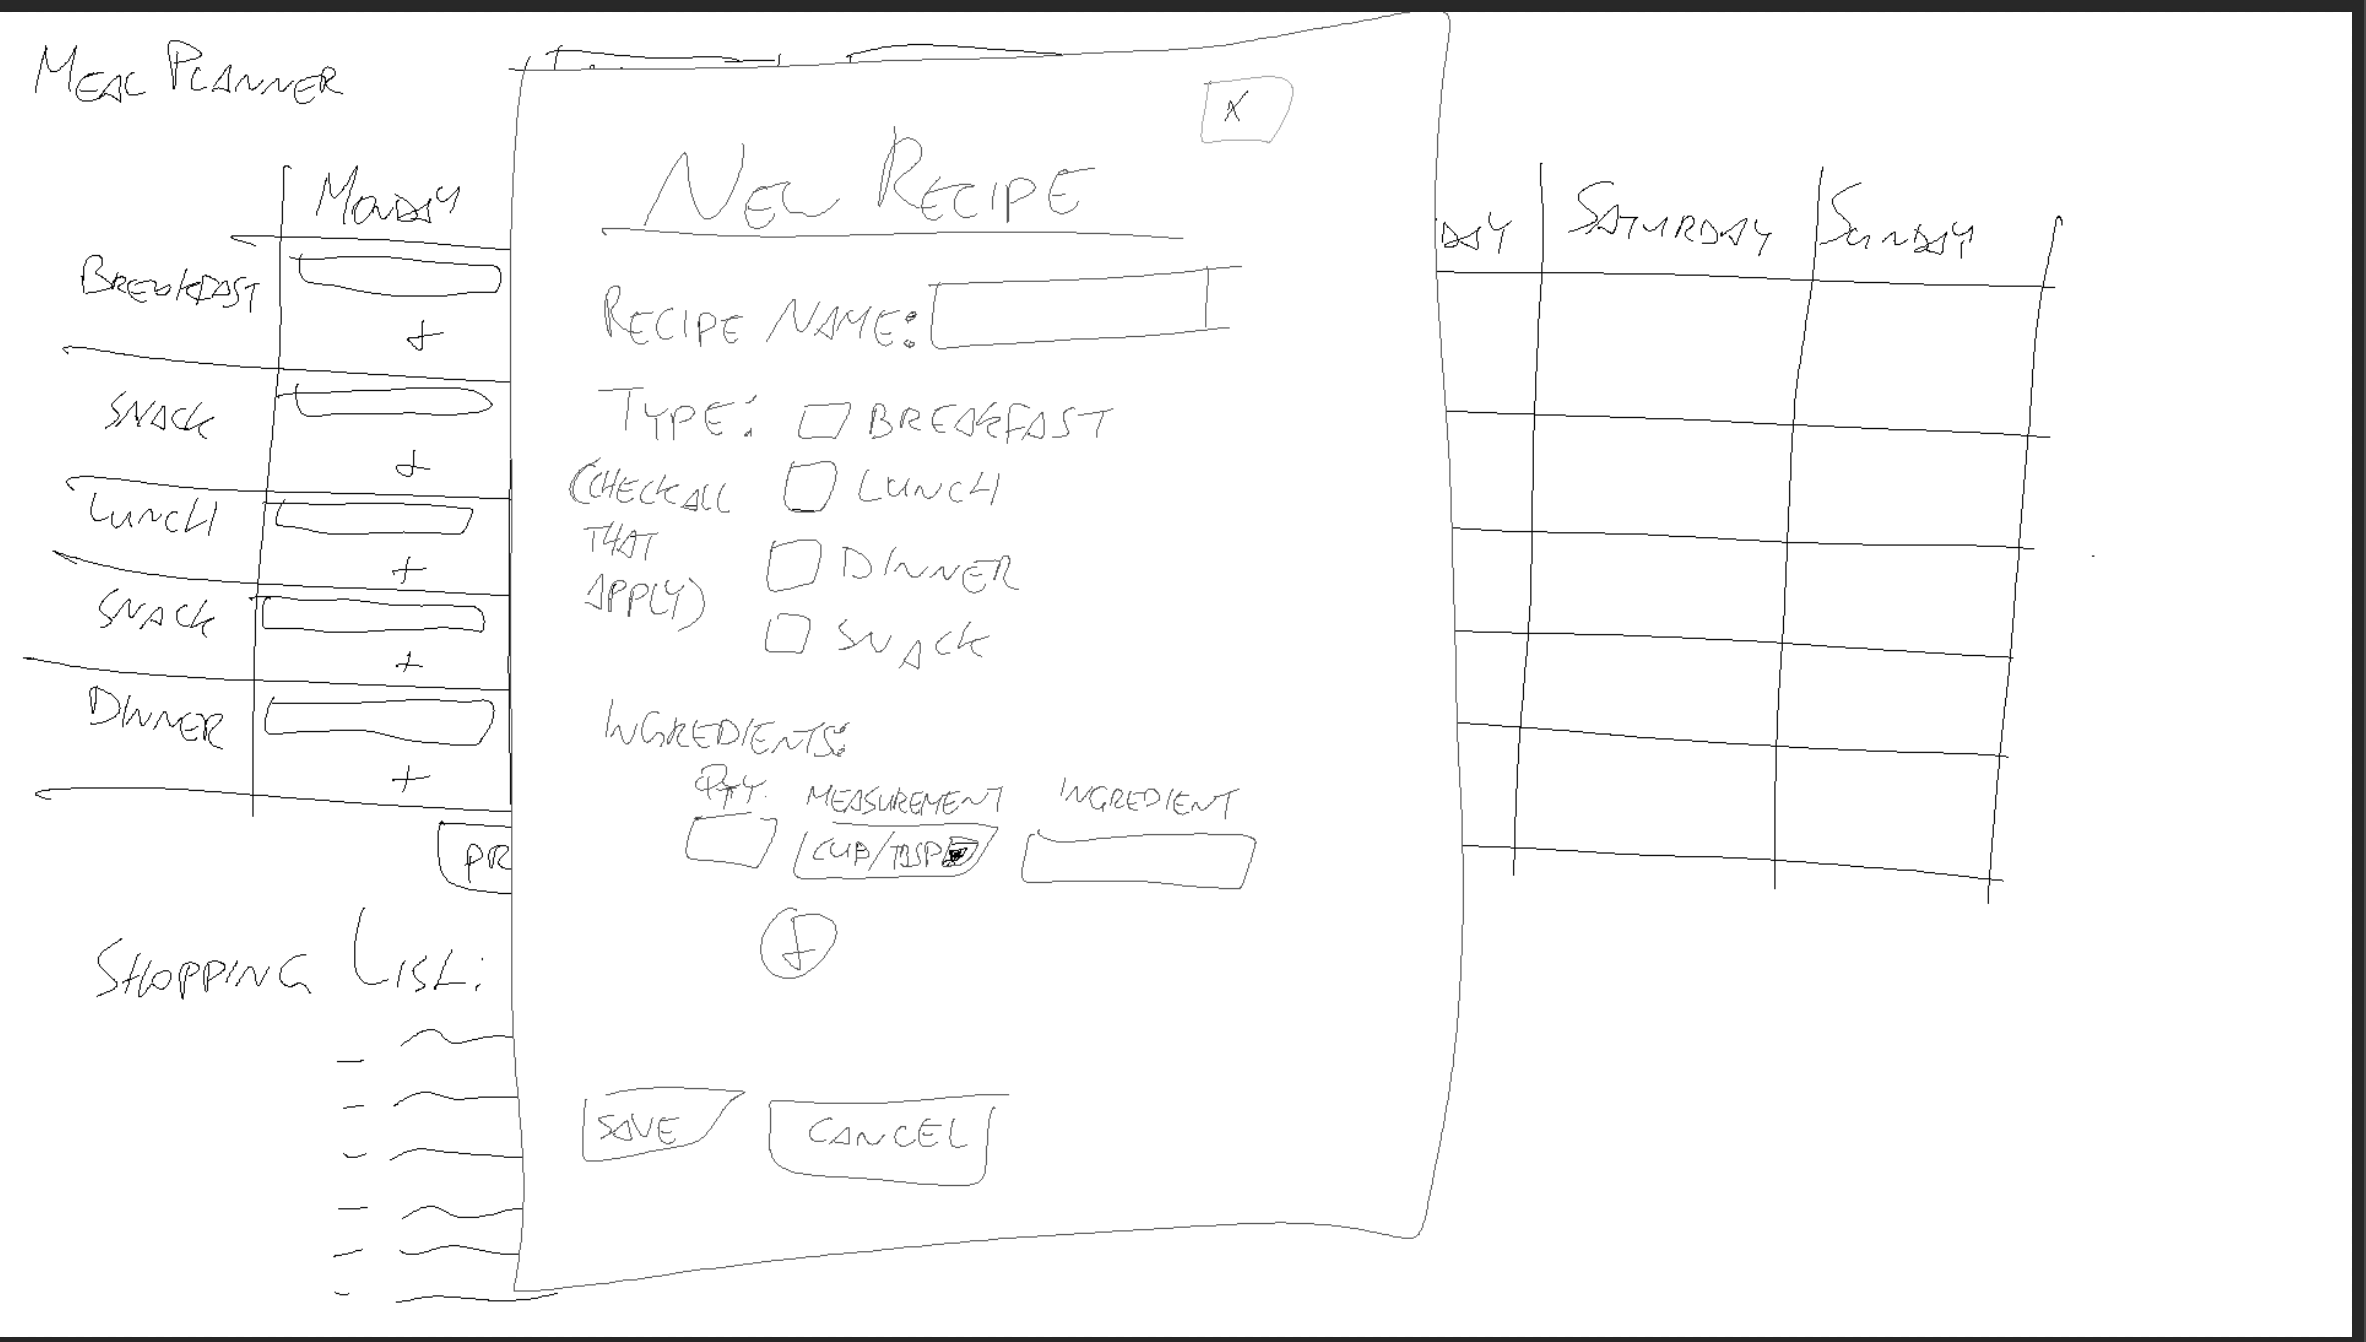 MEAL PLANNER
X
NEW RECIPE
MONDAY
DAY
SATURDAY
SUNDAY
BREAKFAST
+
RECIPE NAME:
SNACK
+
TYPE: BREAKFAST
(CHECK ALL
THAT
APPLY)
LUNCH
DINNER
SNACK
LUNCH
+
SNACK
+
DINNER
+
INGREDIENTS:
QTY. MEASUREMENT INGREDIENT
CUP/TBSP
PR
+
SHOPPING LIST:
SAVE CANCEL